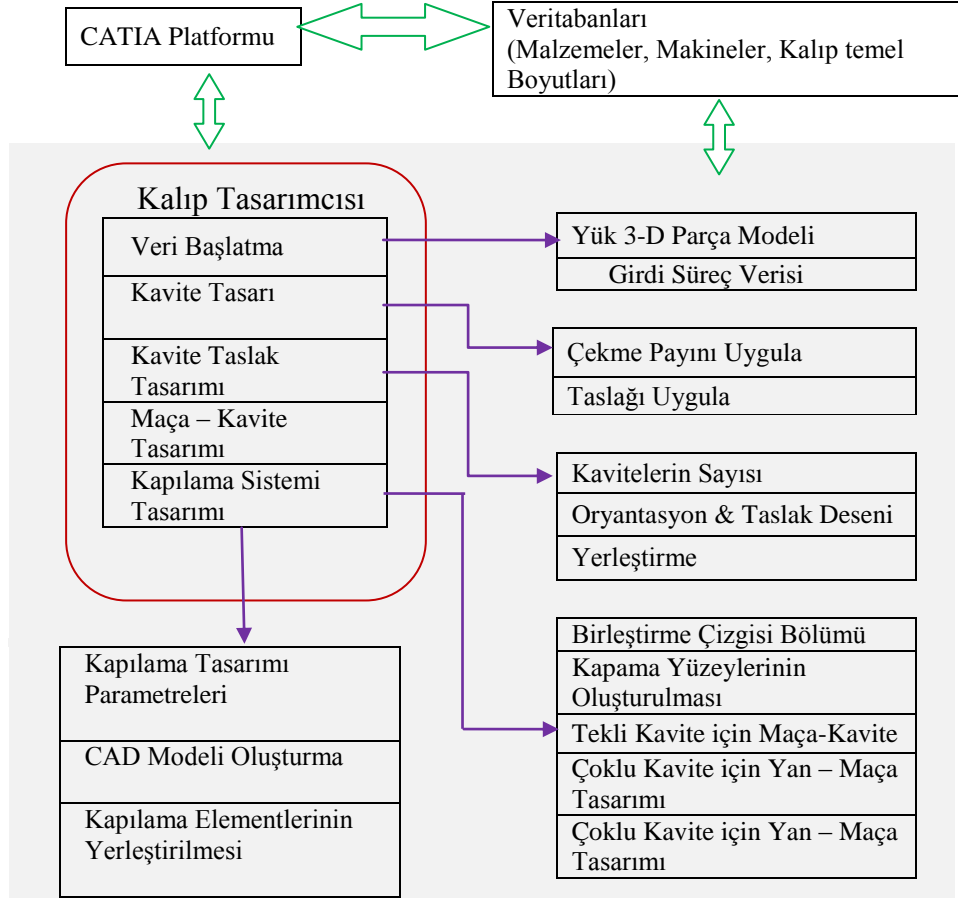 CATIA Platformu
Veritabanları
(Malzemeler, Makineler, Kalıp temel
Boyutları)
Kalıp Tasarımcısı
Veri Başlatma
Kavite Tasarı
Kavite Taslak
Tasarımı
Maça – Kavite
Tasarımı
Kapılama Sistemi
Tasarımı
Yük 3-D Parça Modeli
Girdi Süreç Verisi
Çekme Payını Uygula
Taslağı Uygula
Kavitelerin Sayısı
Oryantasyon & Taslak Deseni
Yerleştirme
Birleştirme Çizgisi Bölümü
Kapama Yüzeylerinin
Oluşturulması
Tekli Kavite için Maça-Kavite
Çoklu Kavite için Yan – Maça
Tasarımı
Çoklu Kavite için Yan – Maça
Tasarımı
Kapılama Tasarımı
Parametreleri
CAD Modeli Oluşturma
Kapılama Elementlerinin
Yerleştirilmesi